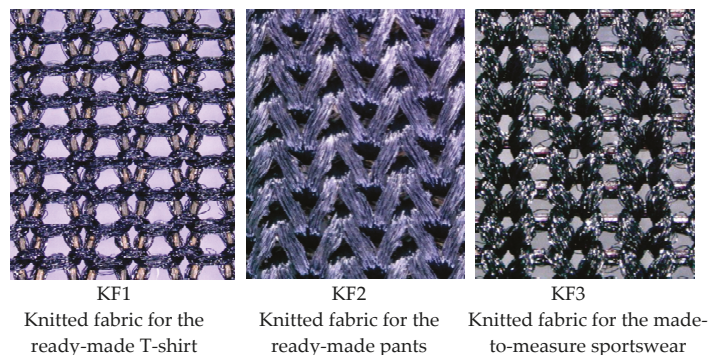 KF1
Knitted fabric for the
ready-made T-shirt
KF2
Knitted fabric for the
ready-made pants
KF3
Knitted fabric for the made-
to-measure sportswear